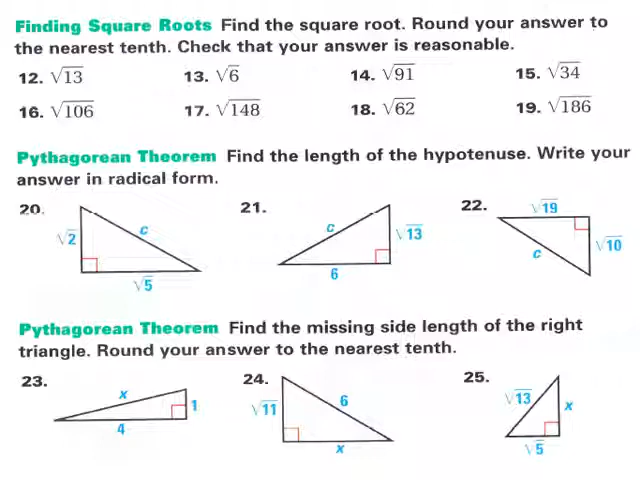 Finding Square Roots Find the square root. Round your answer to
the nearest tenth. Check that your answer is reasonable.
12. √13 13. √6 14. √91 15. √34
16. √106 17. √148 18. √62 19. √186
Pythagorean Theorem Find the length of the hypotenuse. Write your
answer in radical form.
20. √2 c √5
21. c √13 6
22. √19 √10 c
Pythagorean Theorem Find the missing side length of the right
triangle. Round your answer to the nearest tenth.
23. x 1 4
24. √11 6 x
25. √13 x √5